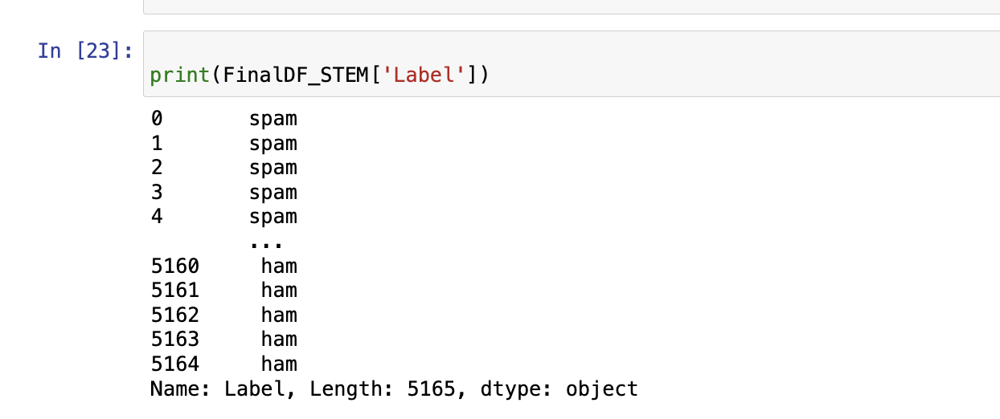 In [23]:
print(FinalDF_STEM['Label'])
0       spam
1       spam
2       spam
3       spam
4       spam
        ...
5160     ham
5161     ham
5162     ham
5163     ham
5164     ham
Name: Label, Length: 5165, dtype: object